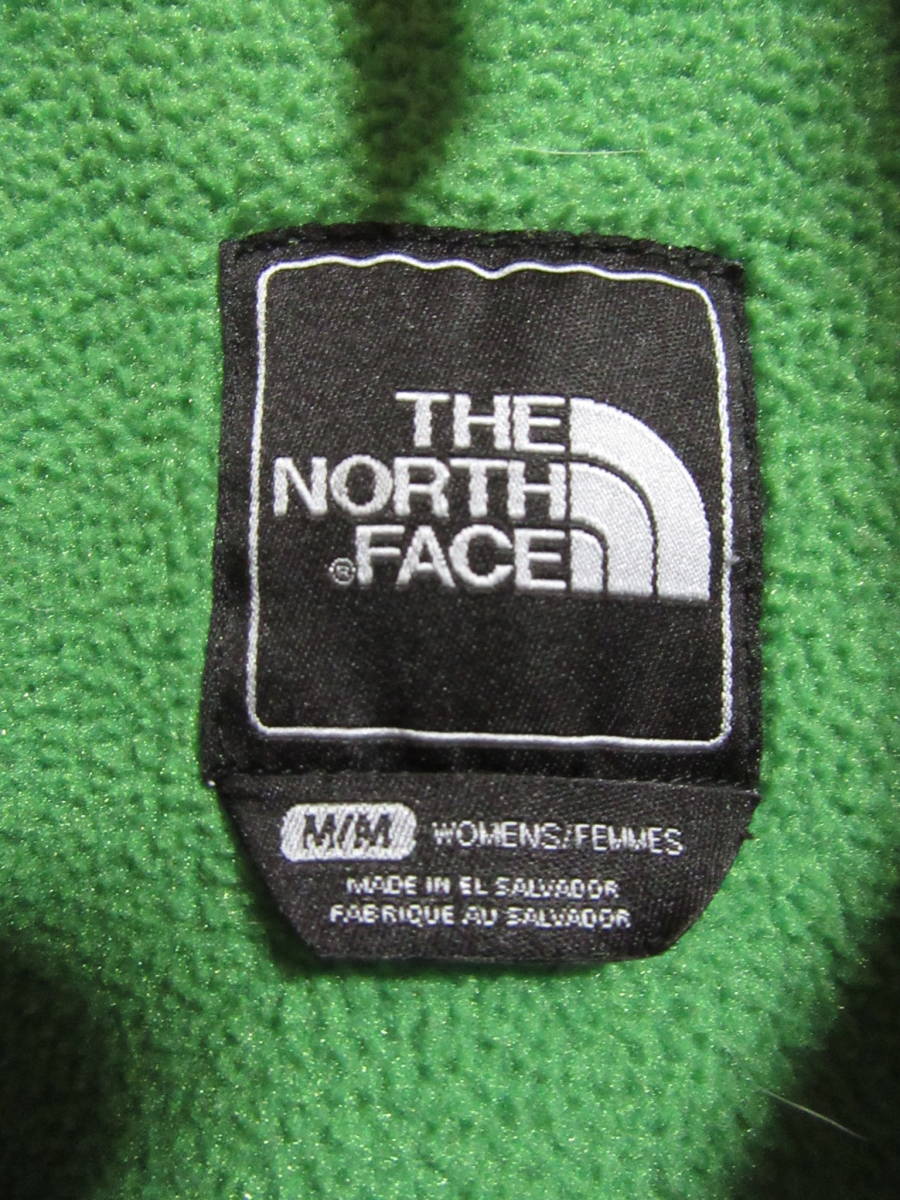 THE
NORTH
®FACE
M/M WOMENS/FEMMES
MADE IN EL SALVADOR
FABRIQUE AU SALVADOR